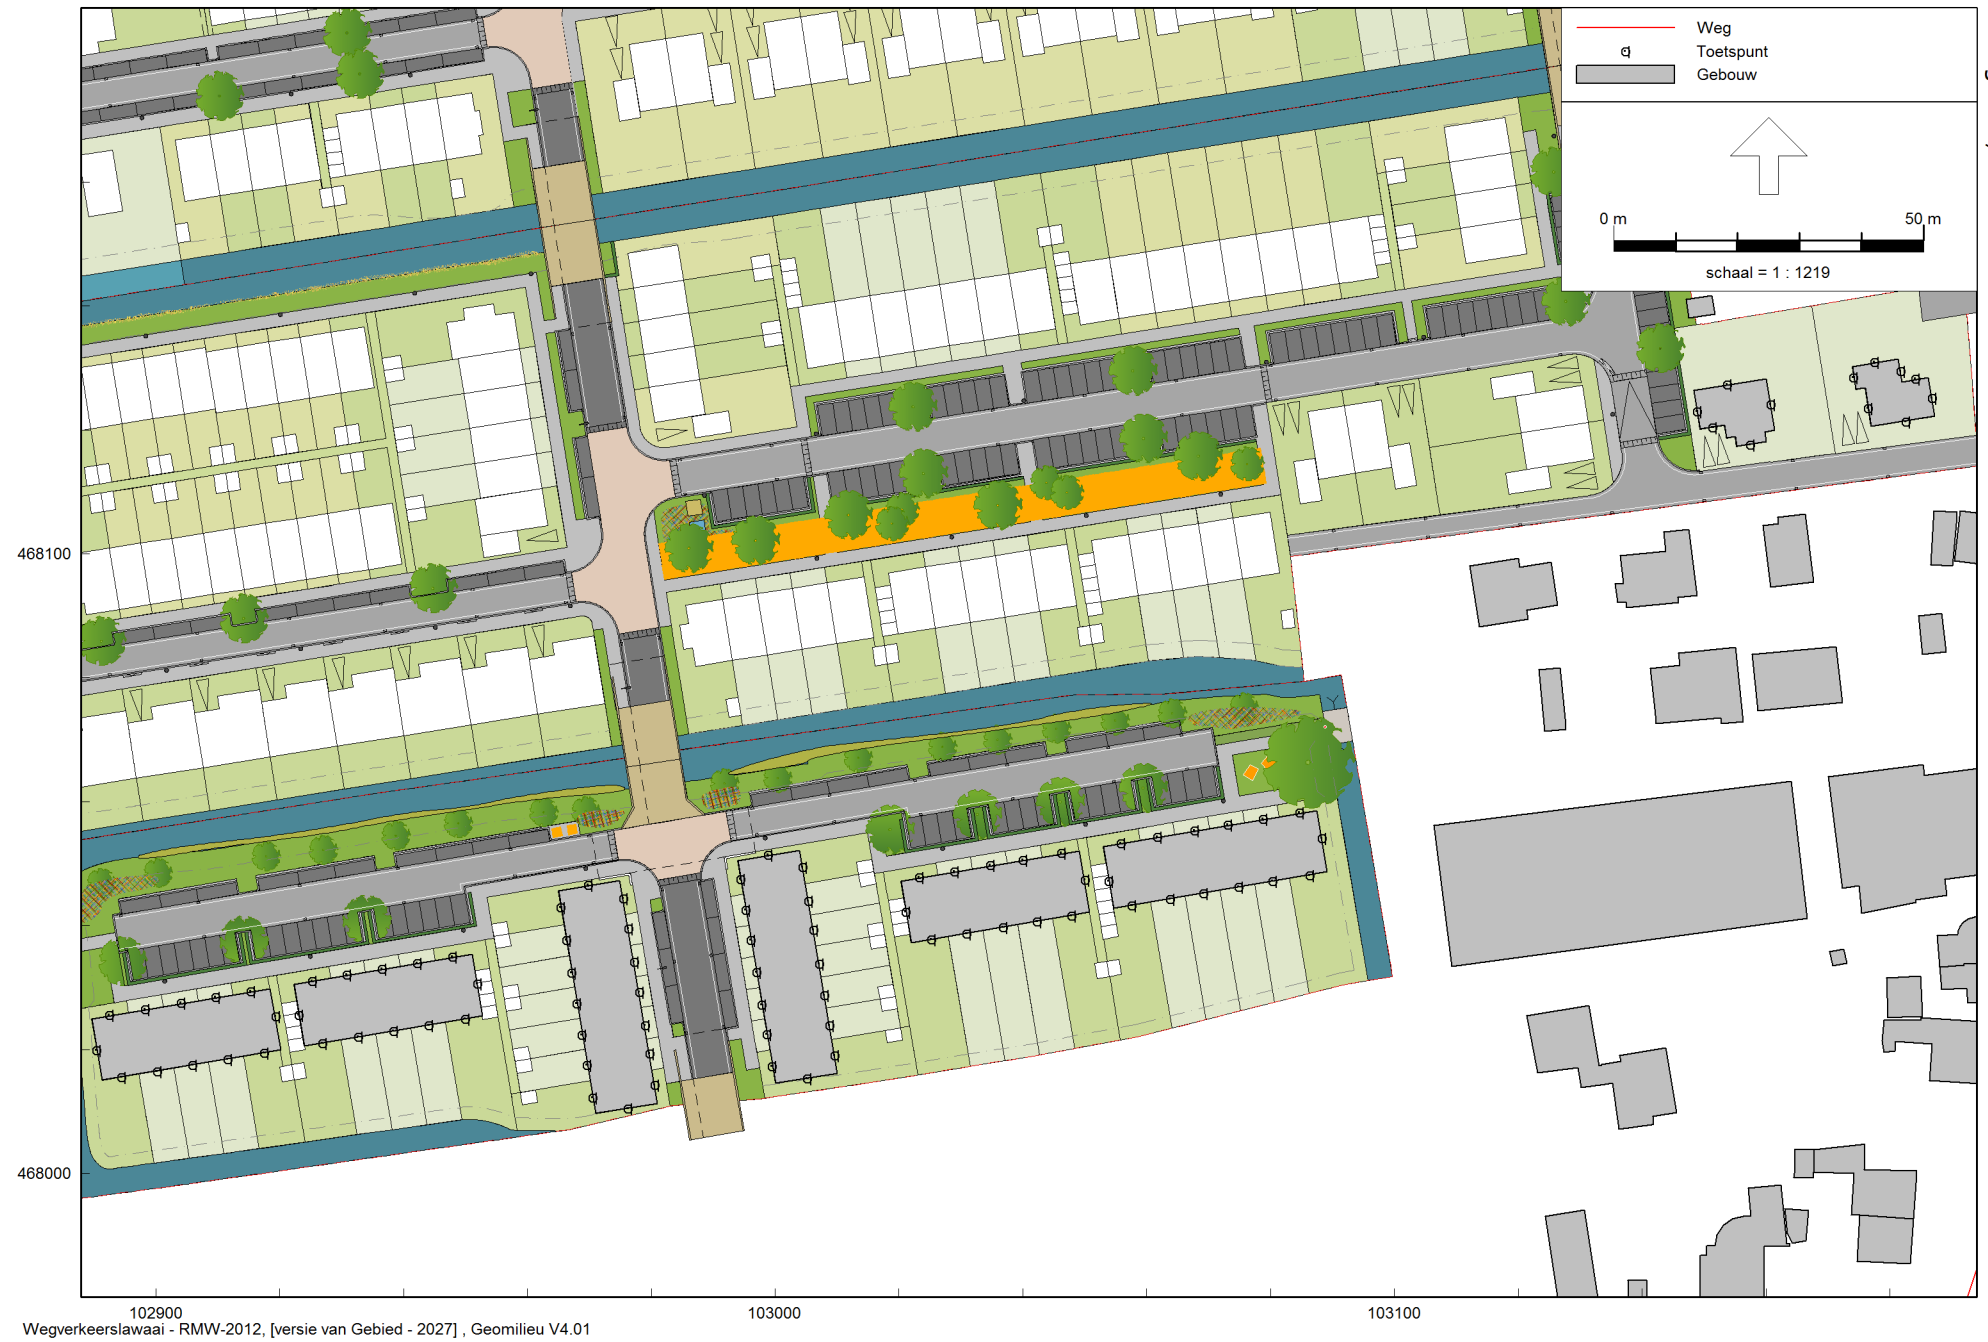 Weg
Toetspunt
Gebouw
0 m 50 m
schaal = 1 : 1219
468100
468000
102900 103000 103100
Wegverkeerslawaai - RMW-2012, [versie van Gebied - 2027] , Geomilieu V4.01